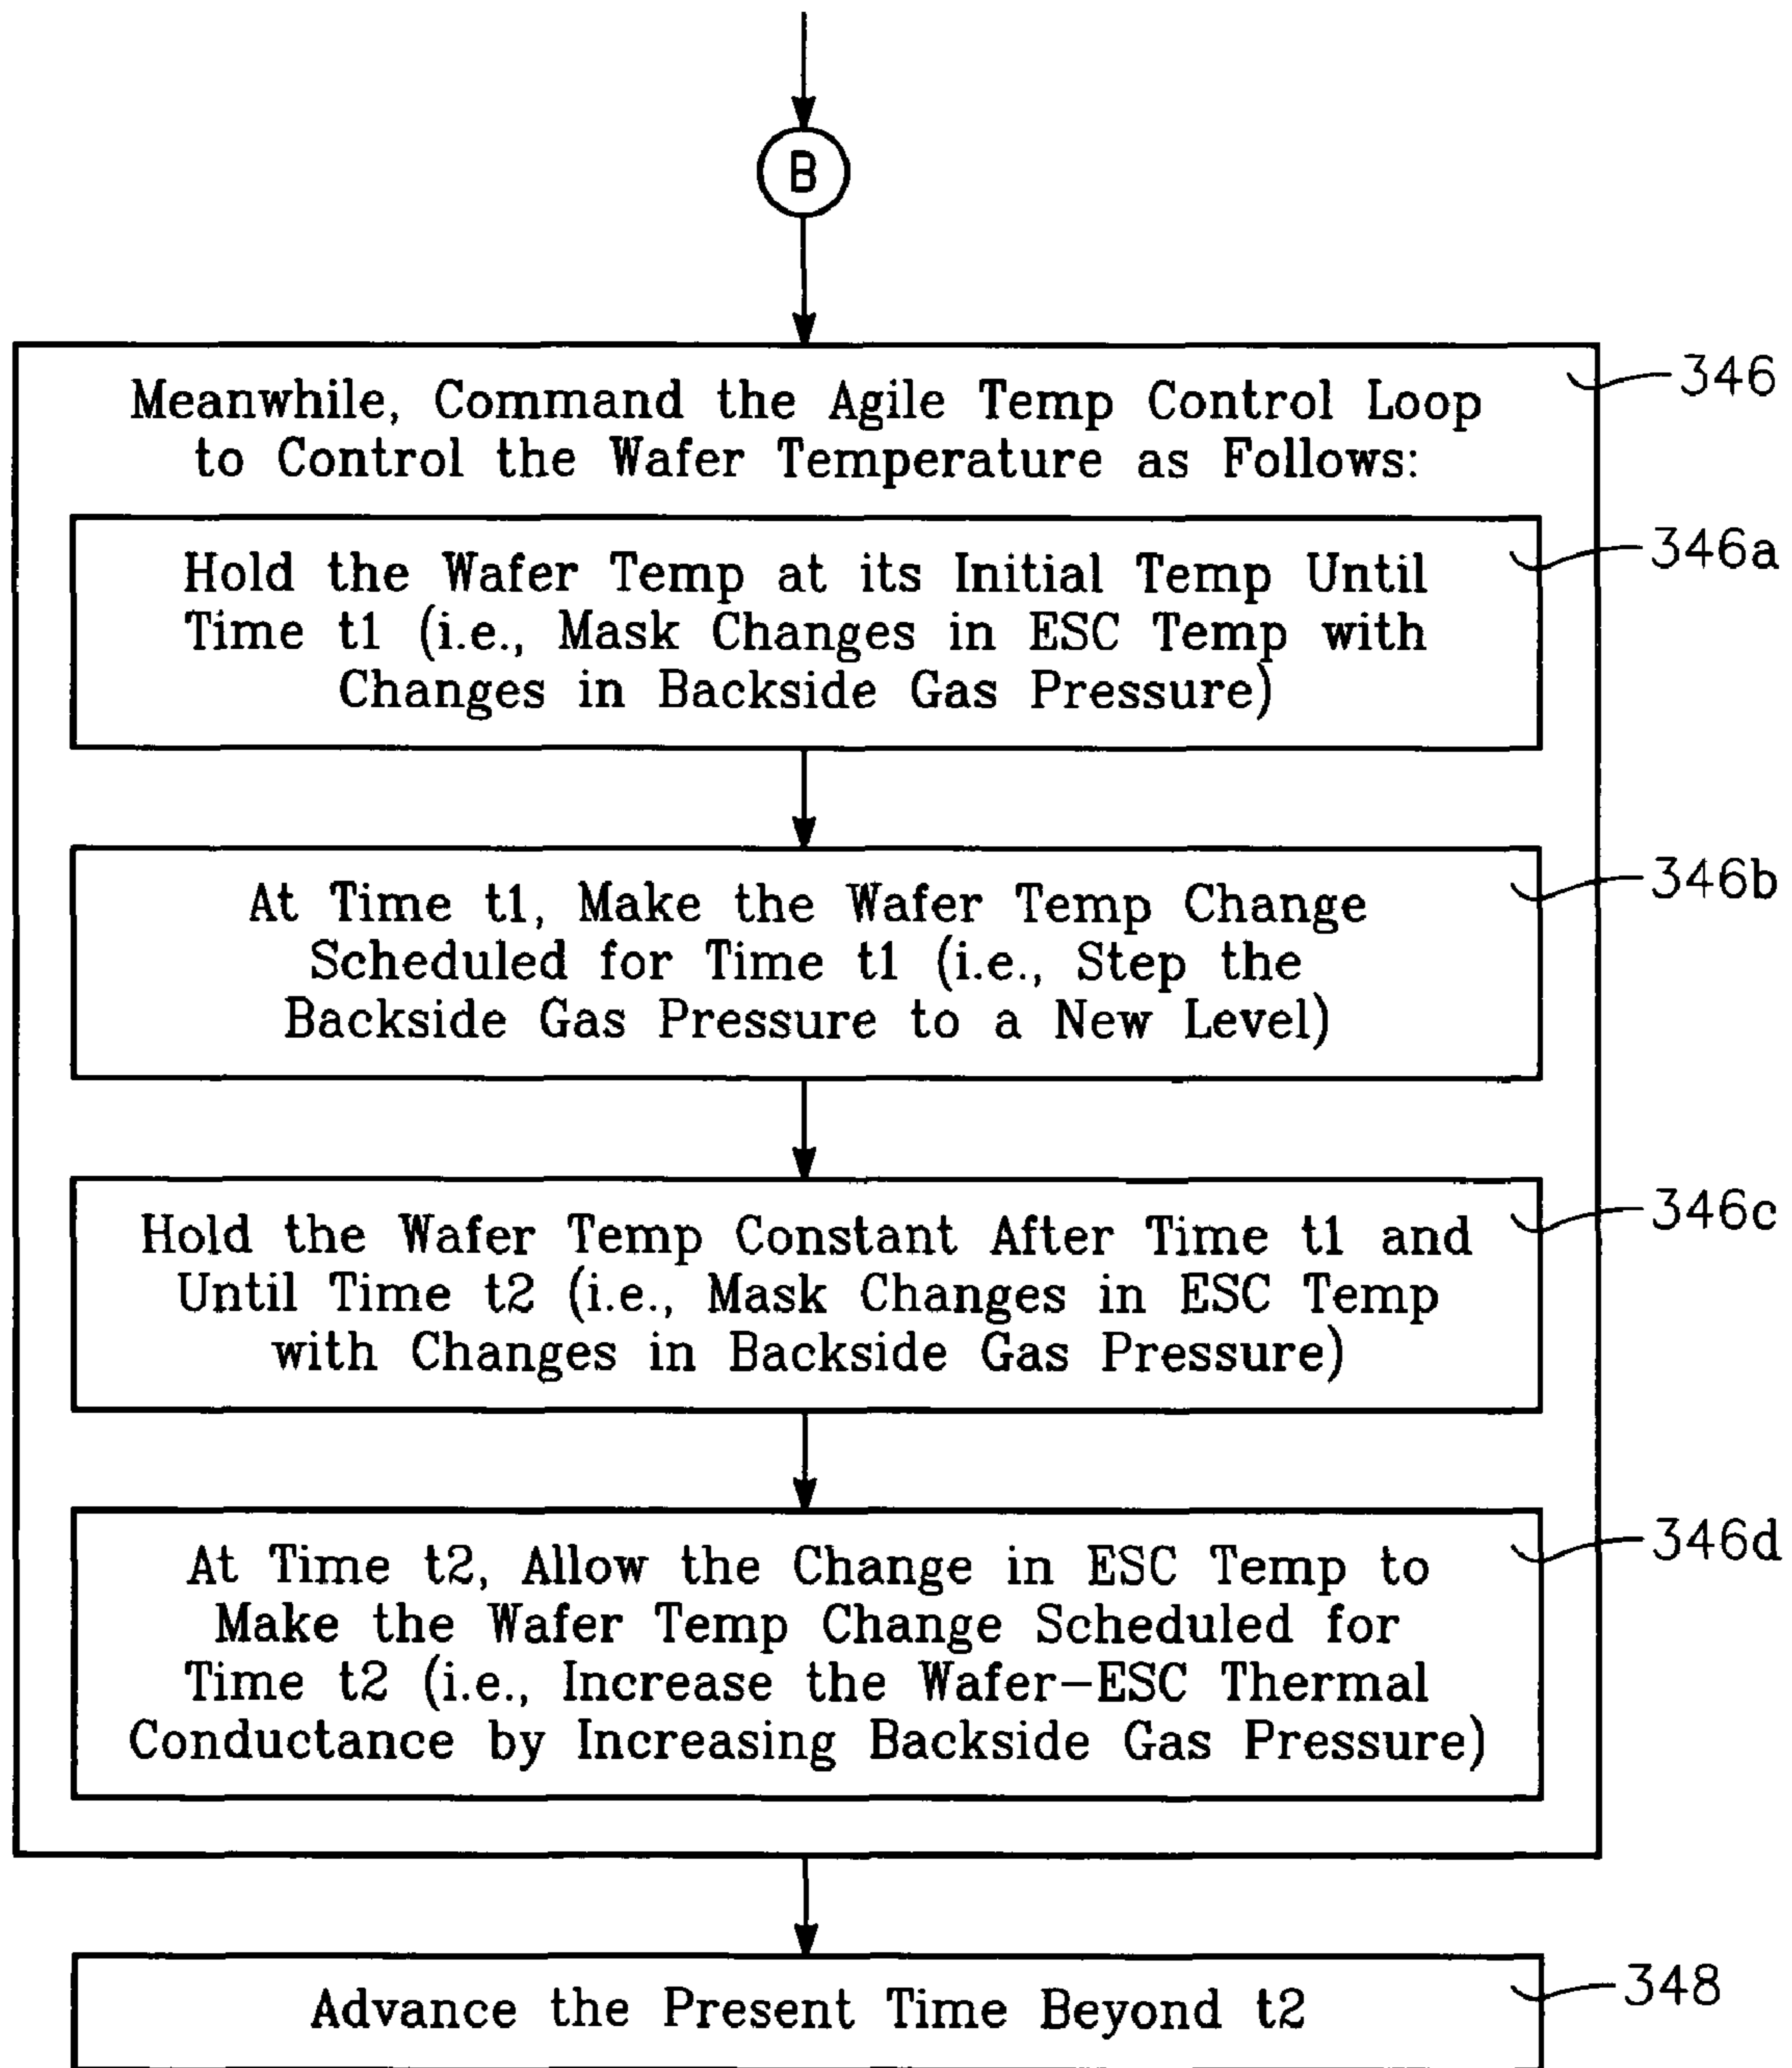 B
Meanwhile, Command the Agile Temp Control Loop
to Control the Wafer Temperature as Follows:
346
Hold the Wafer Temp at its Initial Temp Until
Time t1 (i.e., Mask Changes in ESC Temp with
Changes in Backside Gas Pressure)
346a
At Time t1, Make the Wafer Temp Change
Scheduled for Time t1 (i.e., Step the
Backside Gas Pressure to a New Level)
346b
Hold the Wafer Temp Constant After Time t1 and
Until Time t2 (i.e., Mask Changes in ESC Temp
with Changes in Backside Gas Pressure)
346c
At Time t2, Allow the Change in ESC Temp to
Make the Wafer Temp Change Scheduled for
Time t2 (i.e., Increase the Wafer-ESC Thermal
Conductance by Increasing Backside Gas Pressure)
346d
Advance the Present Time Beyond t2
348